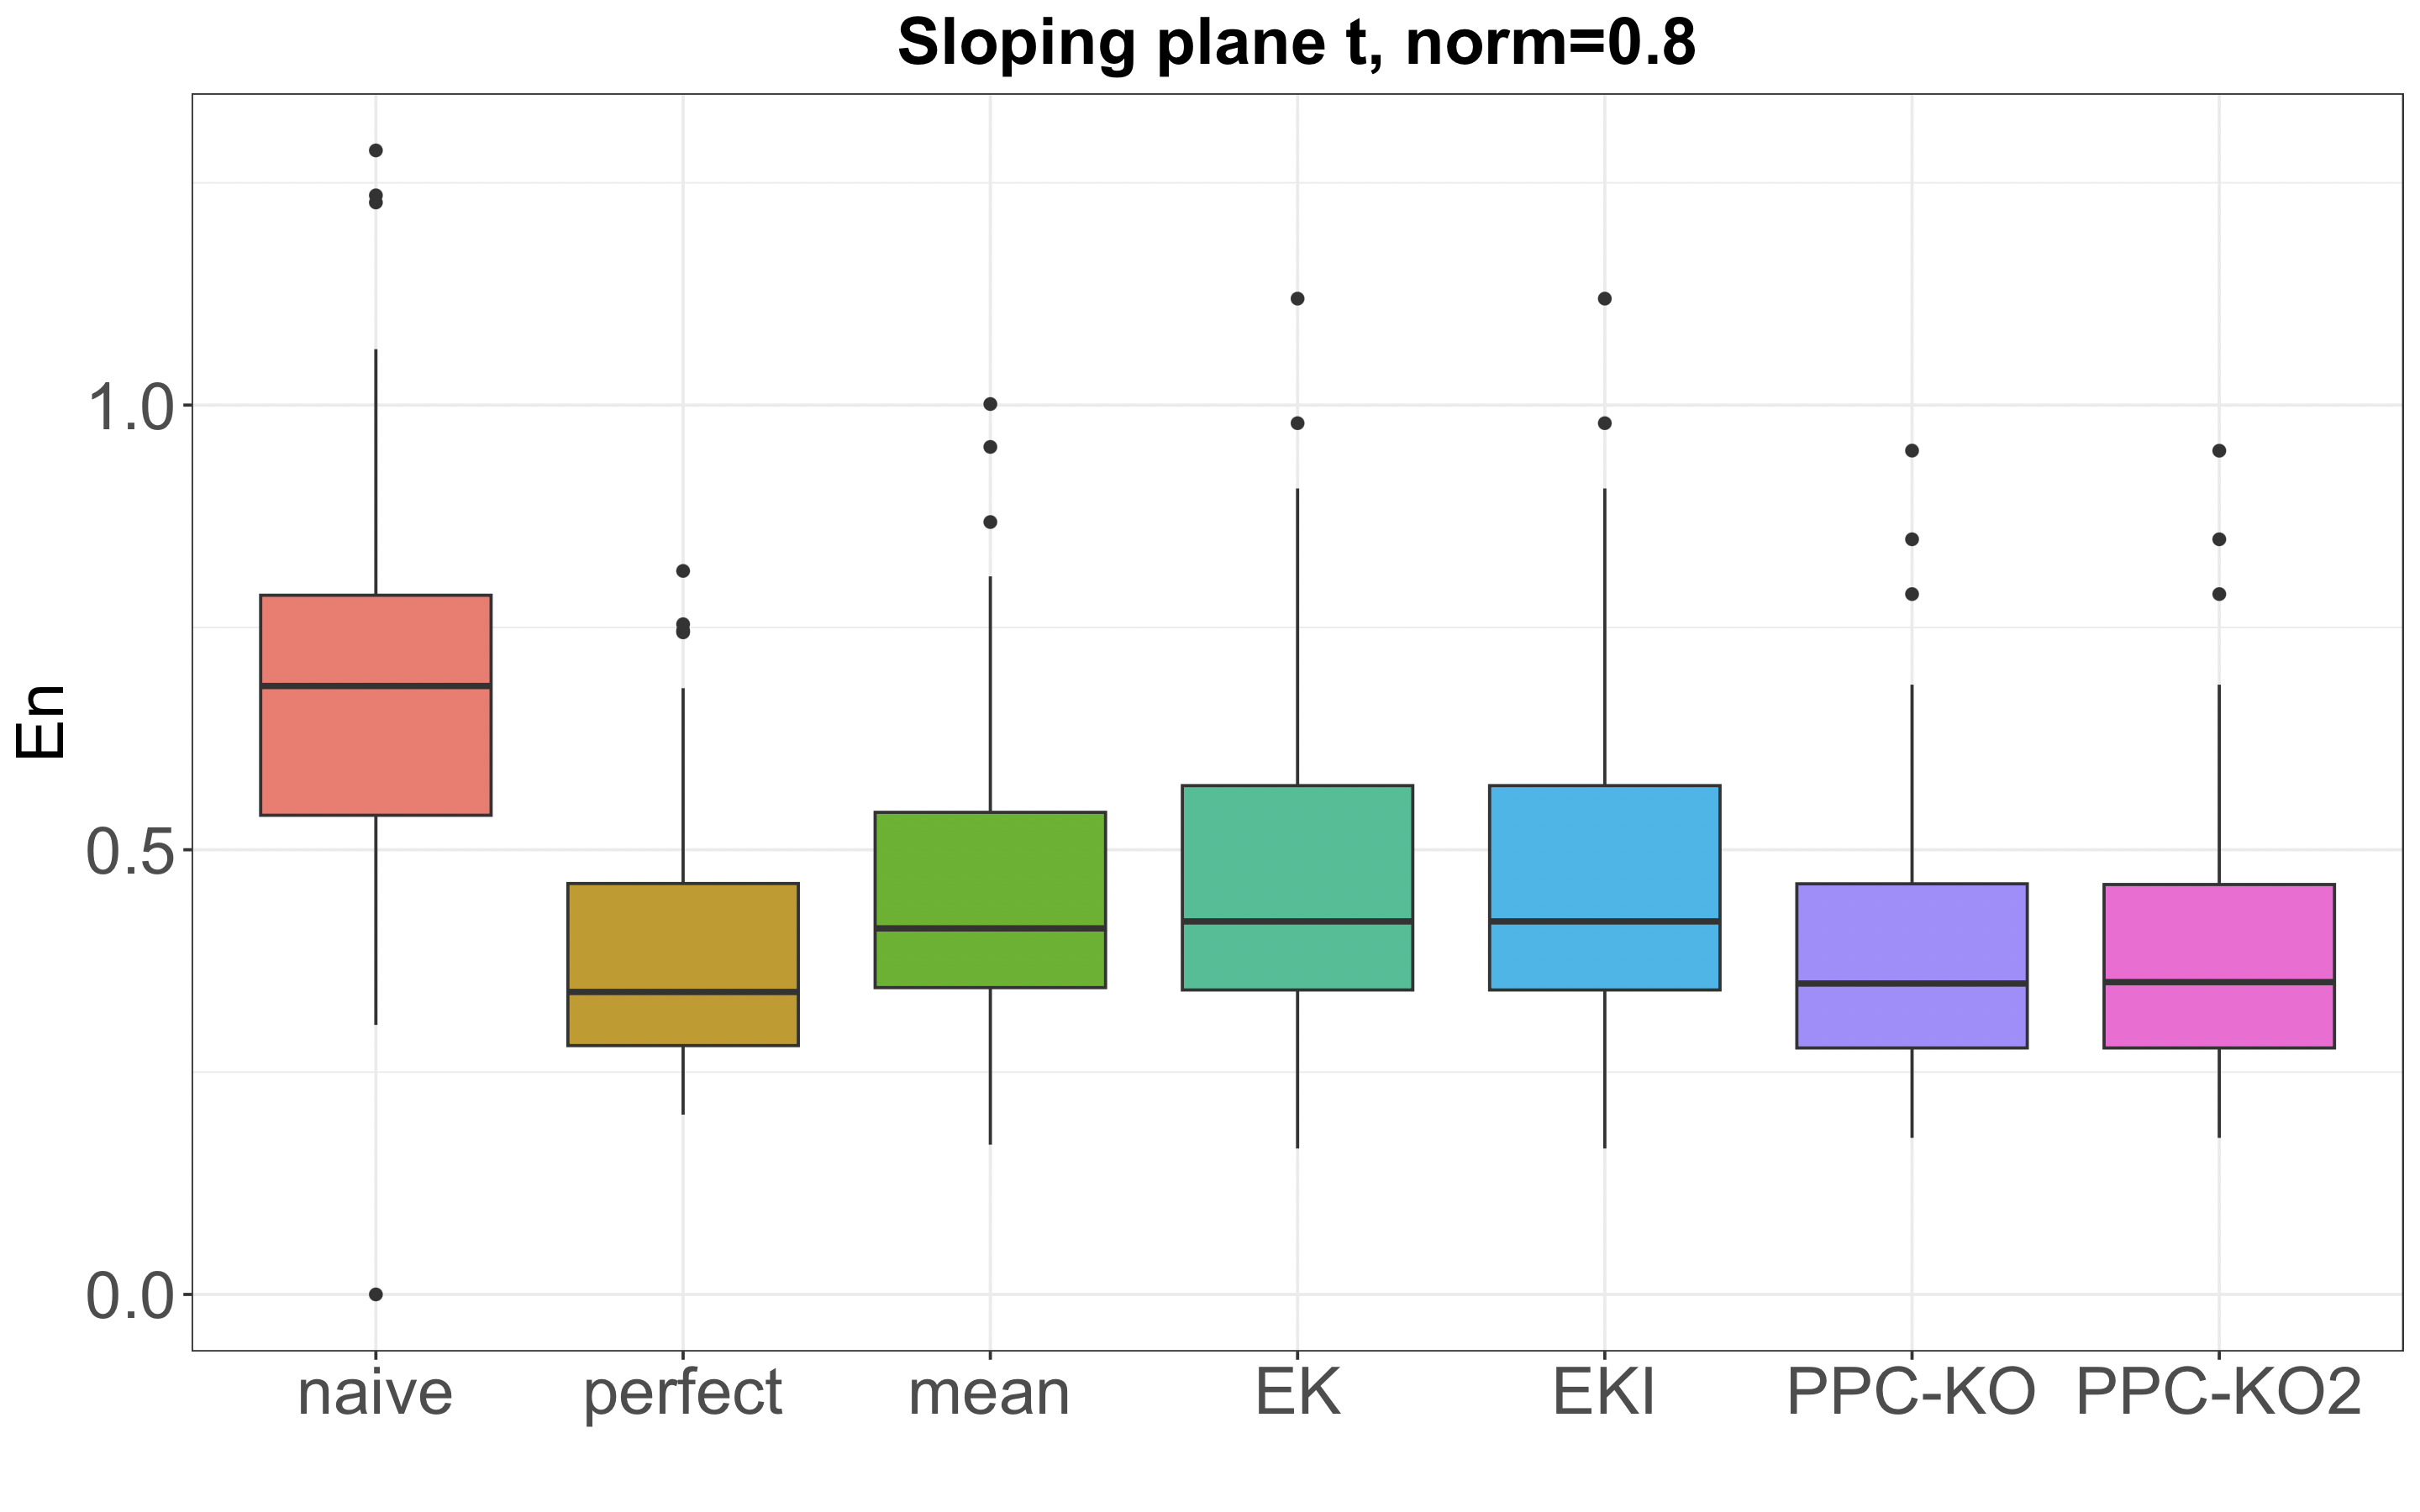 Sloping plane t, norm=0.8
En
1.0
0.5
0.0
naive perfect mean EK EKI PPC-KO PPC-KO2